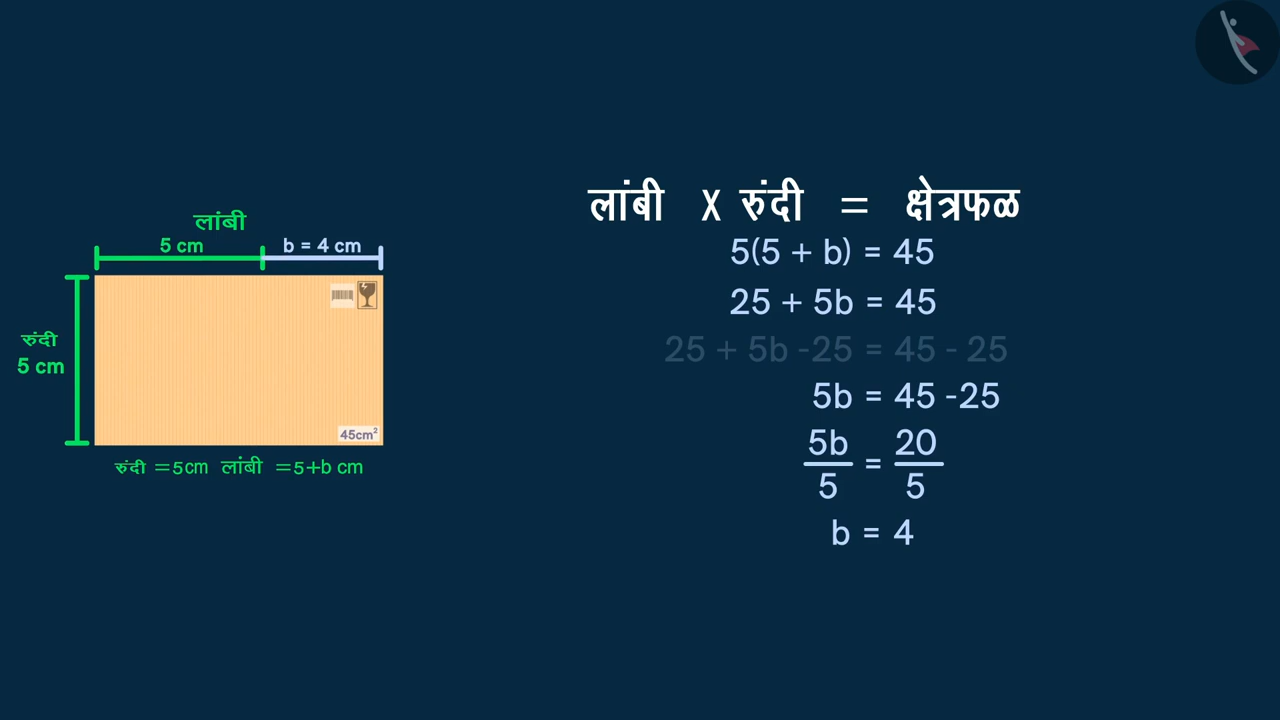 लांबी
5 cm b = 4 cm
रुंदी
5 cm
45cm²
रुंदी =5cm लांबी =5+b cm
लांबी X रुंदी = क्षेत्रफळ
5(5 + b) = 45
25 + 5b = 45
25 + 5b -25 = 45 - 25
5b = 45 -25
5b/5 = 20/5
b = 4